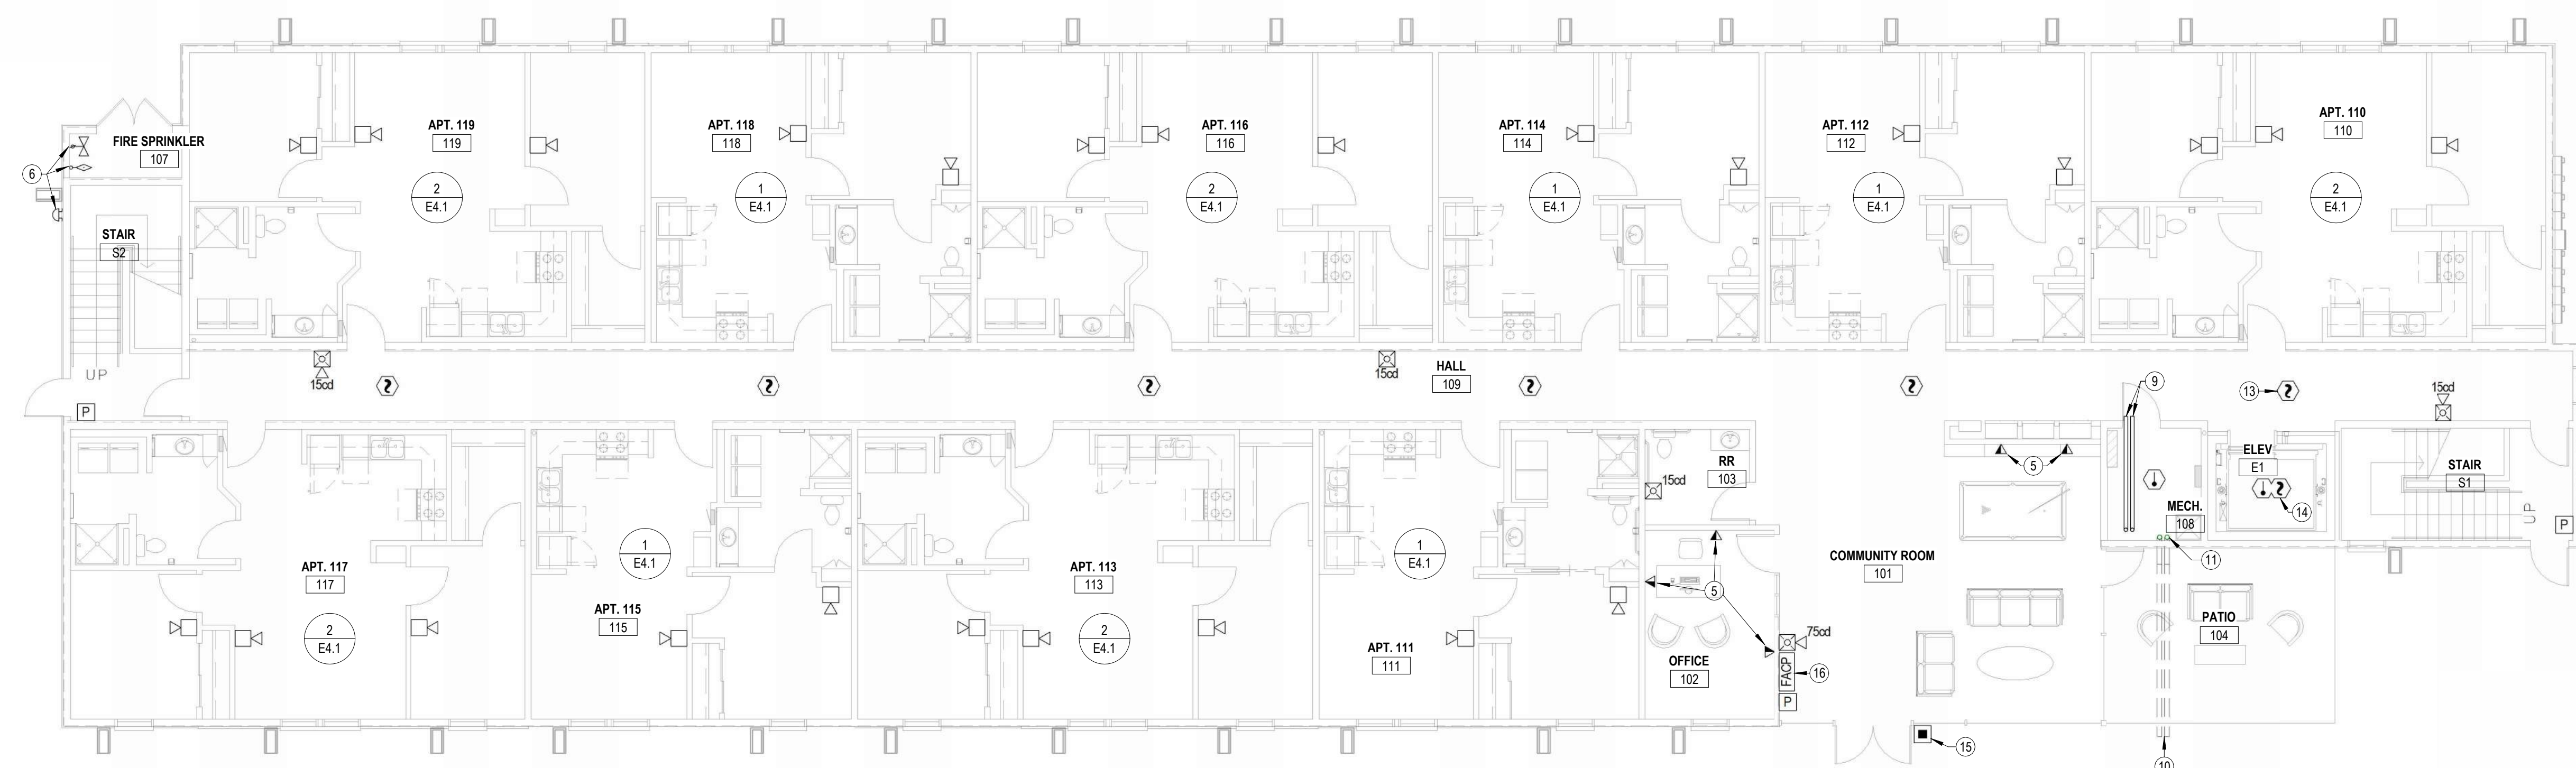 APT. 119
119
2
E4.1
APT. 118
118
1
E4.1
APT. 116
116
2
E4.1
APT. 114
114
1
E4.1
APT. 112
112
1
E4.1
APT. 110
110
2
E4.1
FIRE SPRINKLER
107
6
STAIR
S2
UP
P
15cd
15cd
HALL
109
9
13
15cd
APT. 117
117
2
E4.1
1
E4.1
APT. 115
115
APT. 113
113
2
E4.1
1
E4.1
APT. 111
111
RR
103
15cd
5
OFFICE
102
75cd
FACP
16
P
5
COMMUNITY ROOM
101
MECH.
108
11
ELEV
E1
14
STAIR
S1
UP
P
PATIO
104
15
10